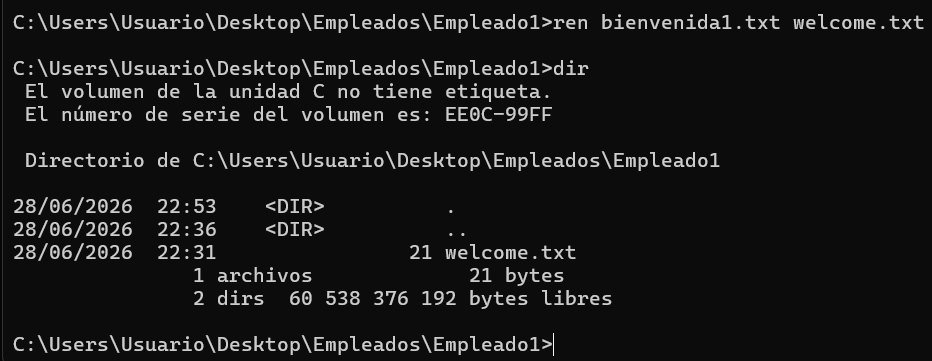 C:\Users\Usuario\Desktop\Empleados\Empleado1>ren bienvenida1.txt welcome.txt
C:\Users\Usuario\Desktop\Empleados\Empleado1>dir
El volumen de la unidad C no tiene etiqueta.
El número de serie del volumen es: EE0C-99FF
Directorio de C:\Users\Usuario\Desktop\Empleados\Empleado1
28/06/2026  22:53    <DIR>          .
28/06/2026  22:36    <DIR>          ..
28/06/2026  22:31                21 welcome.txt
1 archivos             21 bytes
2 dirs  60 538 376 192 bytes libres
C:\Users\Usuario\Desktop\Empleados\Empleado1>